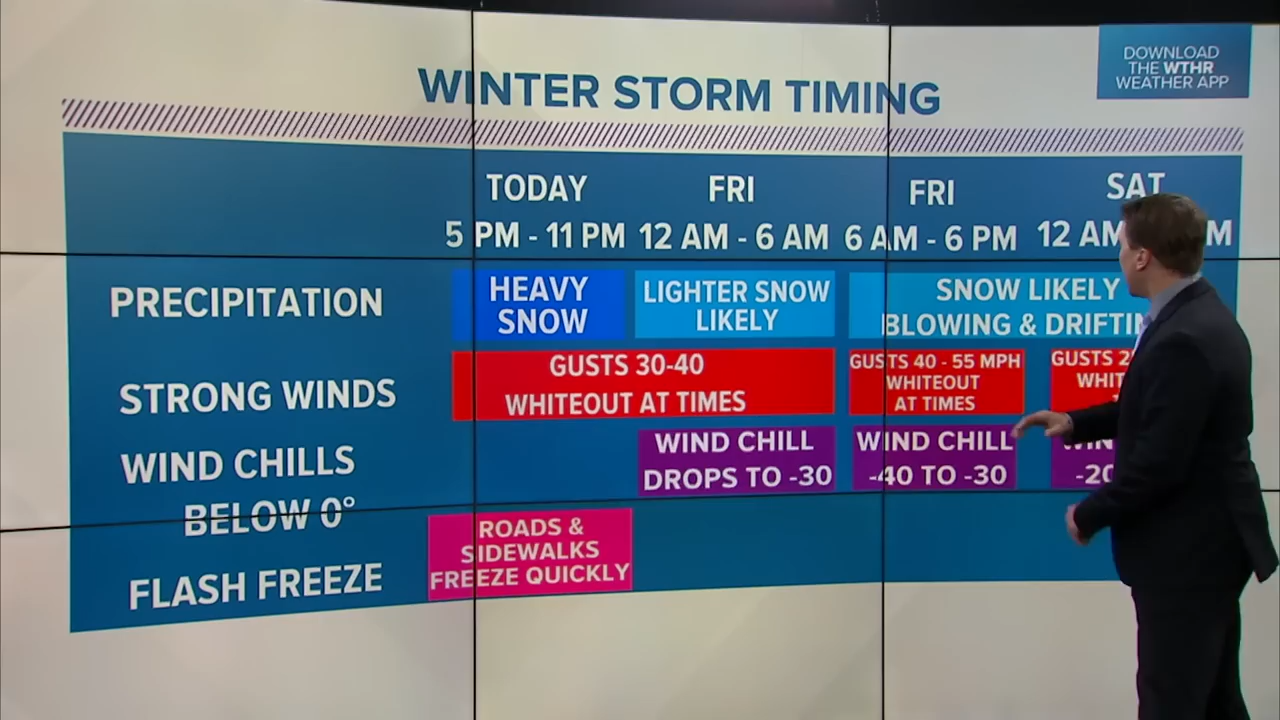 DOWNLOAD
THE WTHR
WEATHER APP
WINTER STORM TIMING
TODAY
FRI
FRI
SAT
5 PM - 11 PM
12 AM - 6 AM
6 AM - 6 PM
12 AM
PRECIPITATION
HEAVY
SNOW
LIGHTER SNOW
LIKELY
SNOW LIKELY
BLOWING &
STRONG WINDS
GUSTS 30-40
WHITEOUT AT TIMES
GUSTS 40 - 55 MPH
WHITEOUT
AT TIMES
GUSTS
WIND CHILLS
BELOW 0°
WIND CHILL
DROPS TO -30
WIND CHILL
-40 TO -30
-20
FLASH FREEZE
ROADS &
SIDEWALKS
FREEZE QUICKLY